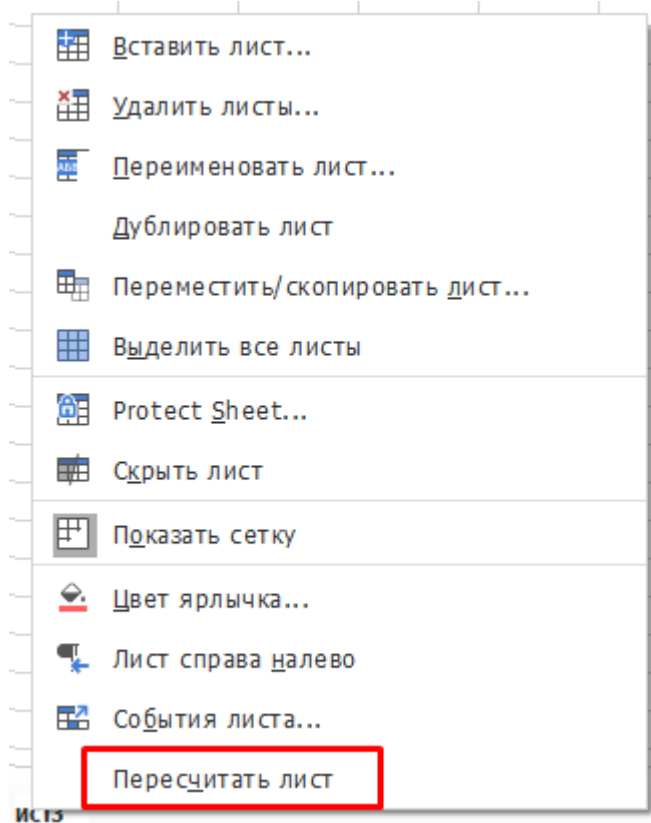 Вставить лист...
Удалить листы...
Переименовать лист...
Дублировать лист
Переместить/скопировать лист...
Выделить все листы
Protect Sheet...
Скрыть лист
Показать сетку
Цвет ярлычка...
Лист справа налево
События листа...
Пересчитать лист